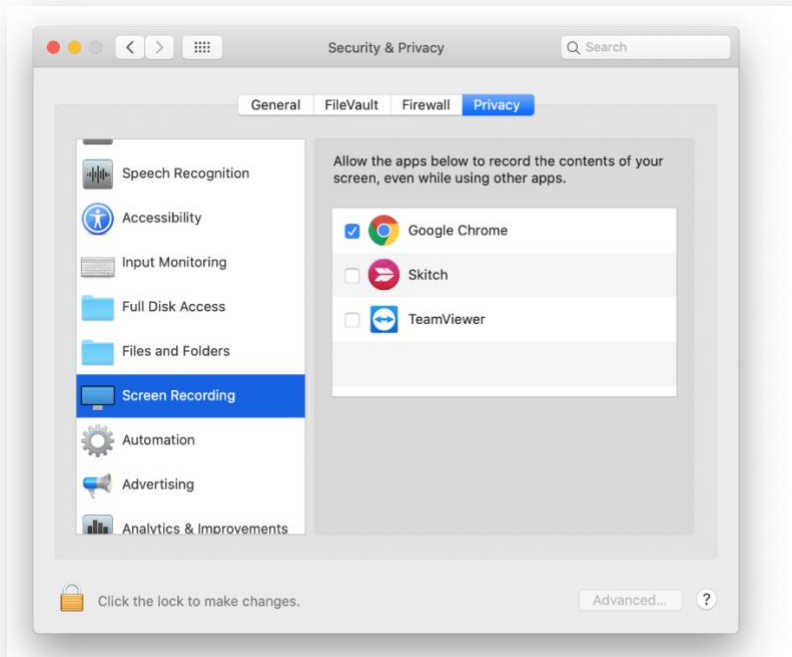 Security & Privacy
Search
General
FileVault
Firewall
Privacy
Speech Recognition
Accessibility
Input Monitoring
Full Disk Access
Files and Folders
Screen Recording
Automation
Advertising
Analytics & Improvements
Allow the apps below to record the contents of your
screen, even while using other apps.
Google Chrome
Skitch
TeamViewer
Click the lock to make changes.
Advanced...
?